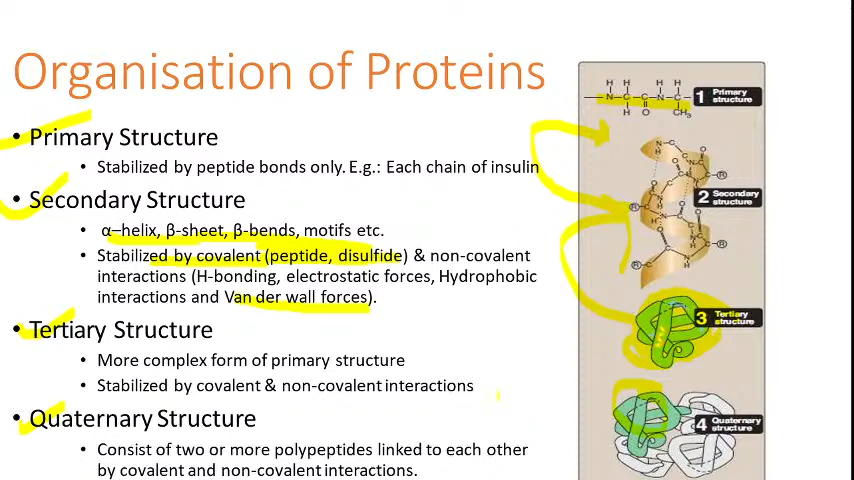 Organisation of Proteins
• Primary Structure
• Stabilized by peptide bonds only. E.g.: Each chain of insulin
• Secondary Structure
• α–helix, β-sheet, β-bends, motifs etc.
• Stabilized by covalent (peptide, disulfide) & non-covalent
interactions (H-bonding, electrostatic forces, Hydrophobic
interactions and Van der wall forces).
• Tertiary Structure
• More complex form of primary structure
• Stabilized by covalent & non-covalent interactions
• Quaternary Structure
• Consist of two or more polypeptides linked to each other
by covalent and non-covalent interactions.
H H H H
N C C N C
H O CH3
1 Primary
structure
2 Secondary
structure
3 Tertiary
structure
4 Quaternary
structure